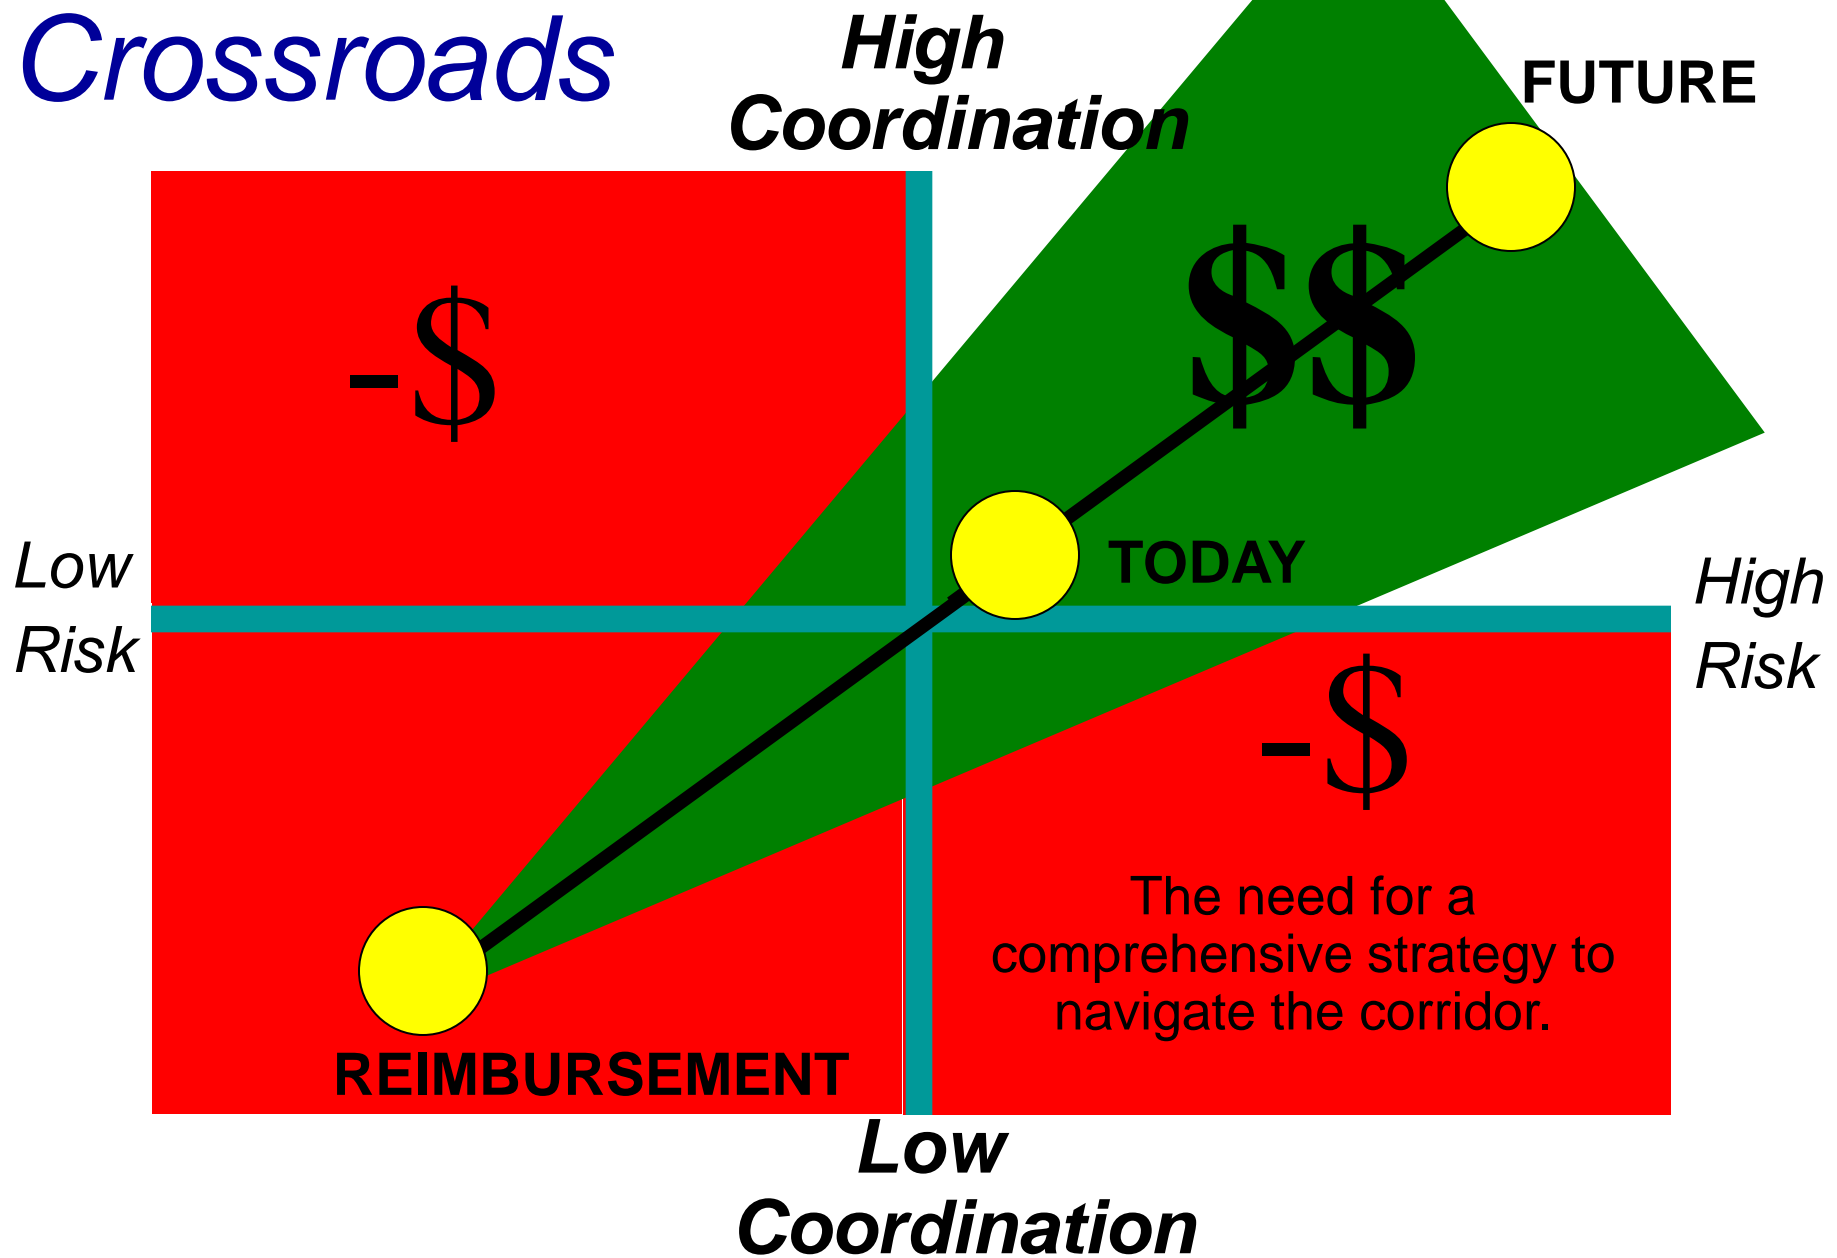 Crossroads
High
Coordination
FUTURE
-$
$$
Low
Risk
TODAY
High
Risk
-$
The need for a
comprehensive strategy to
navigate the corridor.
REIMBURSEMENT
Low
Coordination